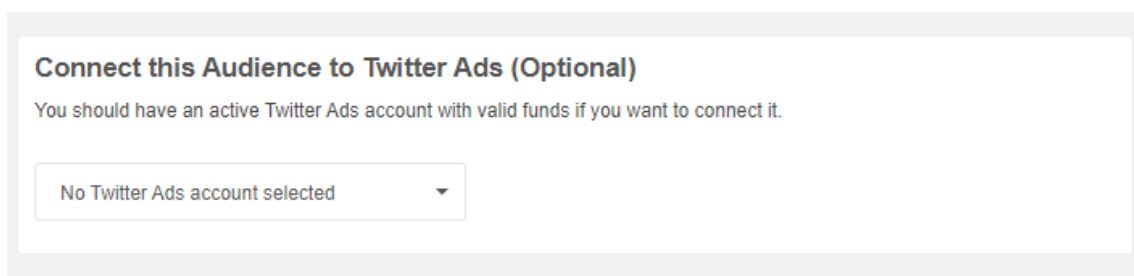 Connect this Audience to Twitter Ads (Optional)
You should have an active Twitter Ads account with valid funds if you want to connect it.
No Twitter Ads account selected